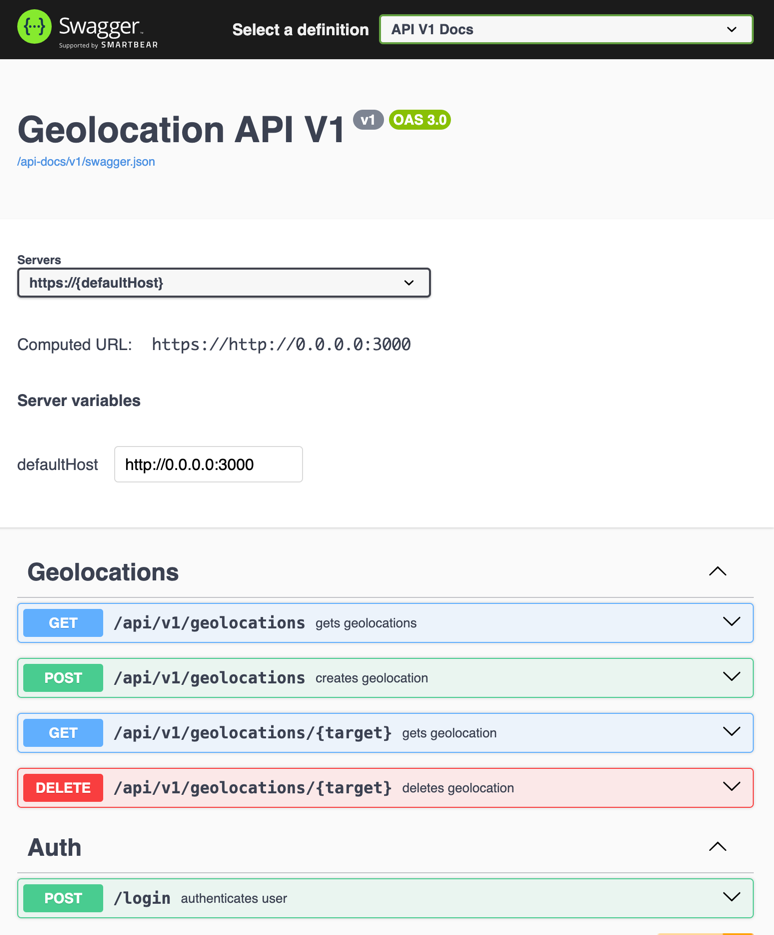 Swagger
Supported by SMARTBEAR
Select a definition
API V1 Docs
Geolocation API V1 v1 OAS 3.0
/api-docs/v1/swagger.json
Servers
https://{defaultHost}
Computed URL: https://http://0.0.0.0:3000
Server variables
defaultHost http://0.0.0.0:3000
Geolocations
GET /api/v1/geolocations gets geolocations
POST /api/v1/geolocations creates geolocation
GET /api/v1/geolocations/{target} gets geolocation
DELETE /api/v1/geolocations/{target} deletes geolocation
Auth
POST /login authenticates user